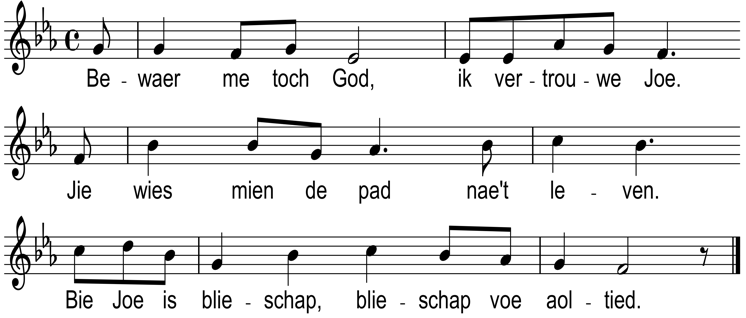 Be - waer me toch God, ik ver - trou - we Joe.
Jie wies mien de pad nae't le - ven.
Bie Joe is blie - schap, blie - schap voe aol - tied.